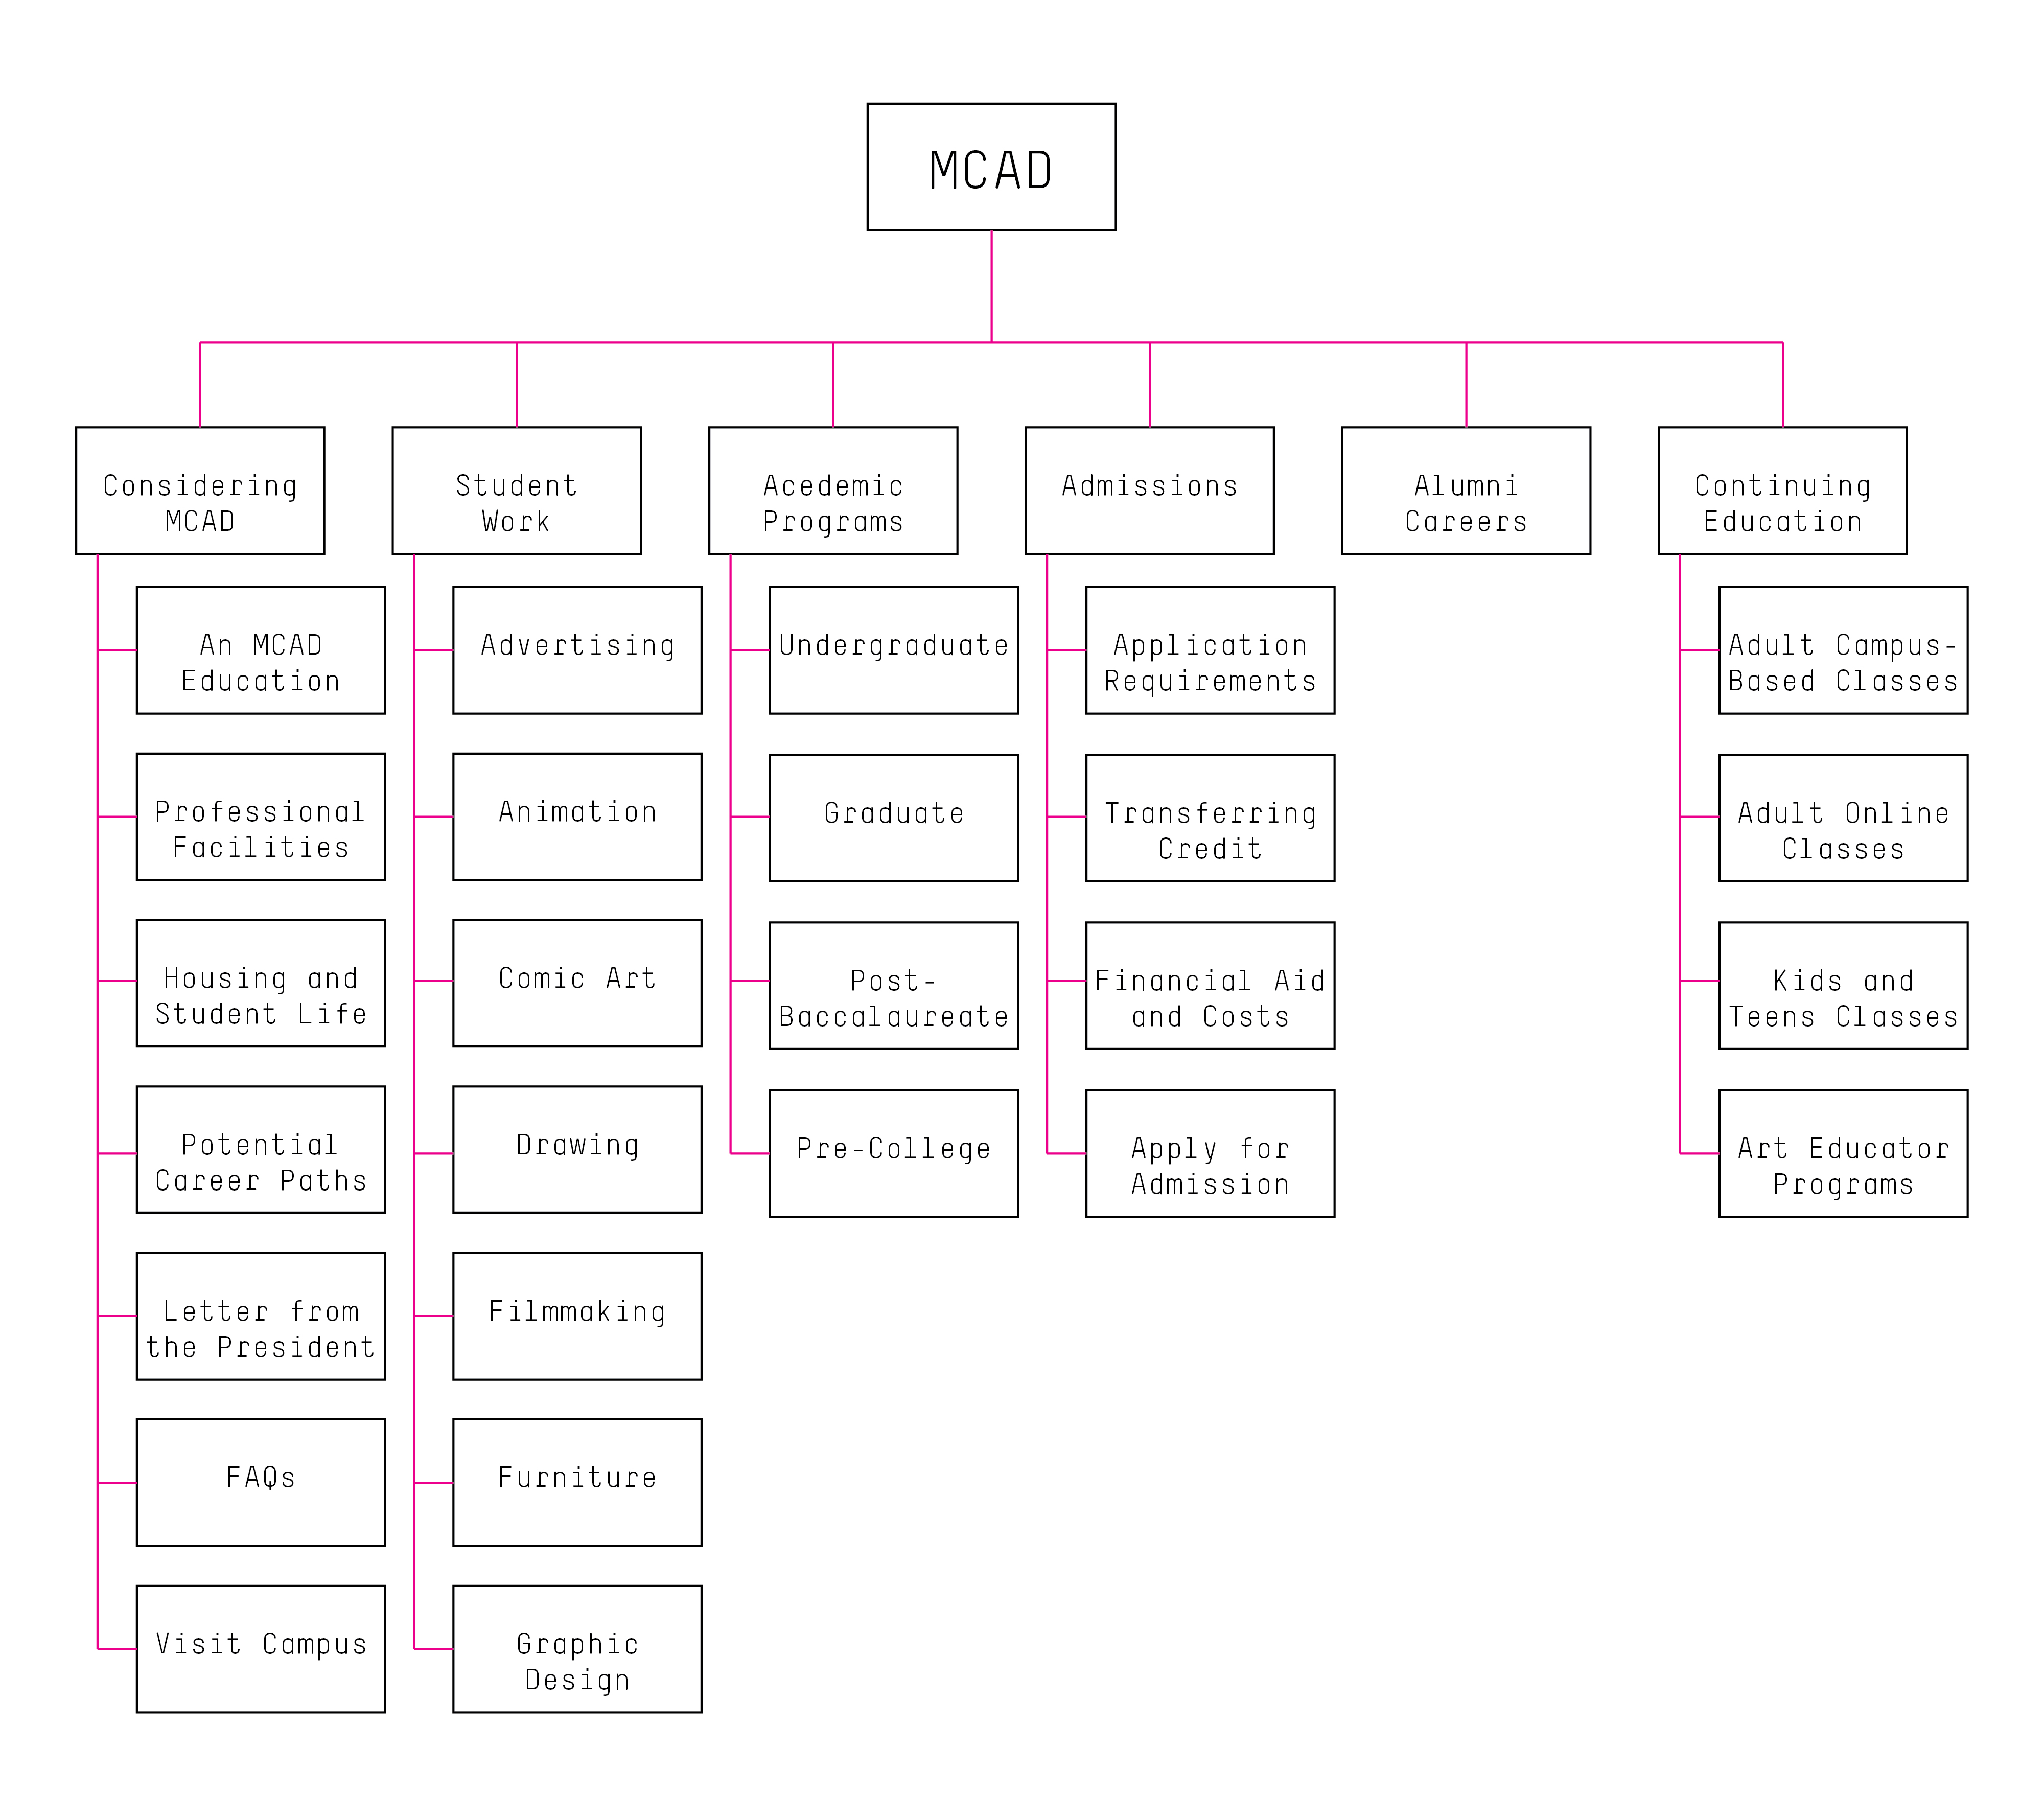 MCAD
Considering
MCAD
Student
Work
Acedemic
Programs
Admissions
Alumni
Careers
Continuing
Education
An MCAD
Education
Professional
Facilities
Housing and
Student Life
Potential
Career Paths
Letter from
the President
FAQs
Visit Campus
Advertising
Animation
Comic Art
Drawing
Filmmaking
Furniture
Graphic
Design
Undergraduate
Graduate
Post-
Baccalaureate
Pre-College
Application
Requirements
Transferring
Credit
Financial Aid
and Costs
Apply for
Admission
Adult Campus-
Based Classes
Adult Online
Classes
Kids and
Teens Classes
Art Educator
Programs